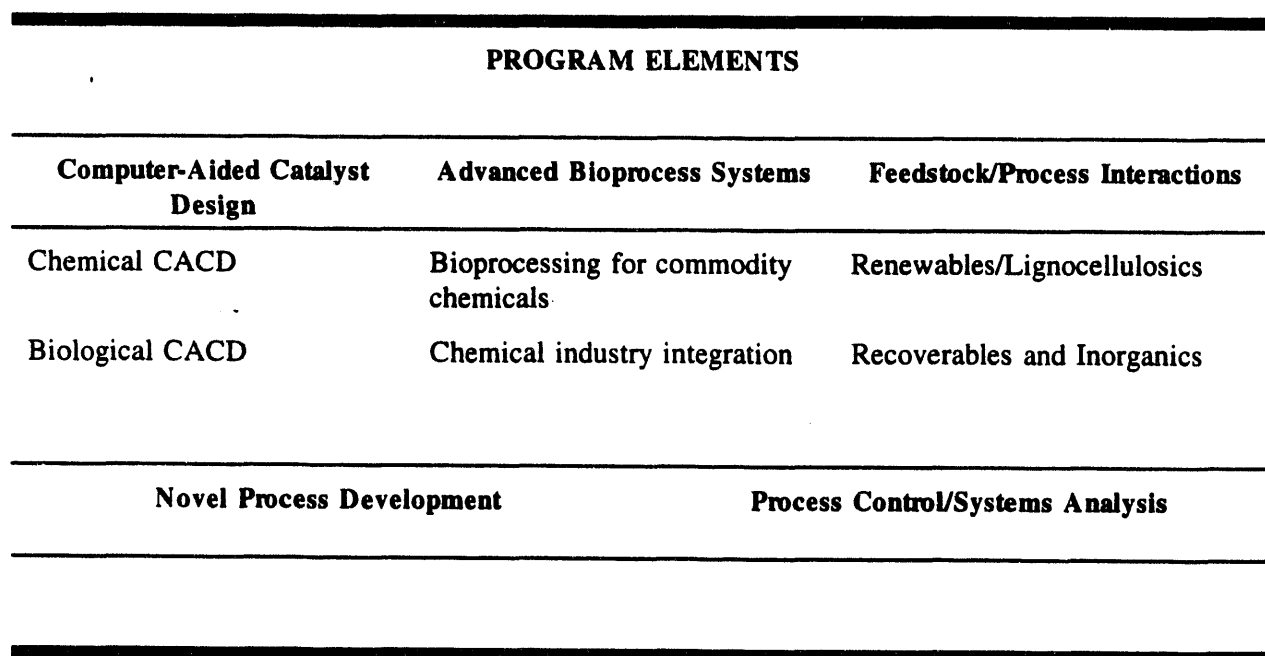 PROGRAM ELEMENTS
Computer-Aided Catalyst Design
Advanced Bioprocess Systems
Feedstock/Process Interactions
Chemical CACD
Bioprocessing for commodity chemicals
Renewables/Lignocellulosics
Biological CACD
Chemical industry integration
Recoverables and Inorganics
Novel Process Development
Process Control/Systems Analysis